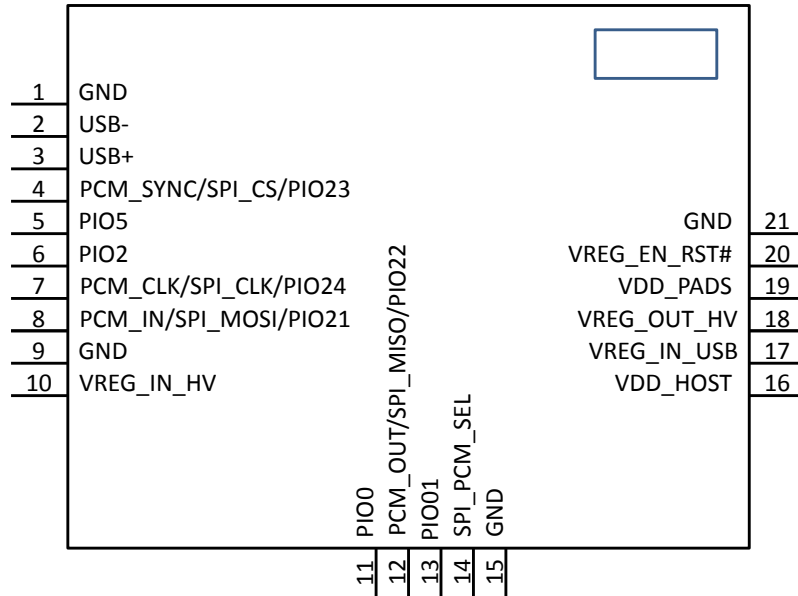 1 GND
2 USB-
3 USB+
4 PCM_SYNC/SPI_CS/PIO23
5 PIO5
6 PIO2
7 PCM_CLK/SPI_CLK/PIO24
8 PCM_IN/SPI_MOSI/PIO21
9 GND
10 VREG_IN_HV
PIO0 11
PCM_OUT/SPI_MISO/PIO22 12
PIO01 13
SPI_PCM_SEL 14
GND 15
GND 21
VREG_EN_RST# 20
VDD_PADS 19
VREG_OUT_HV 18
VREG_IN_USB 17
VDD_HOST 16